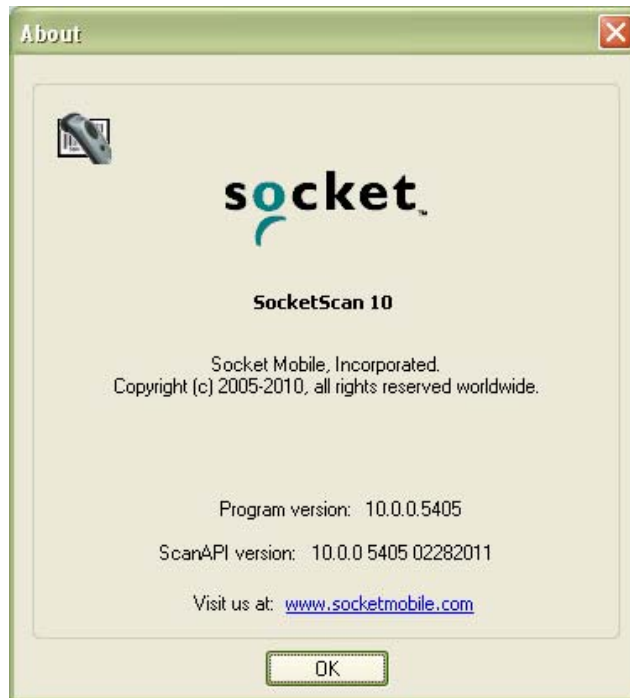 About
socket™
SocketScan 10
Socket Mobile, Incorporated.
Copyright (c) 2005-2010, all rights reserved worldwide.
Program version: 10.0.0.5405
ScanAPI version: 10.0.0 5405 02282011
Visit us at: www.socketmobile.com
OK